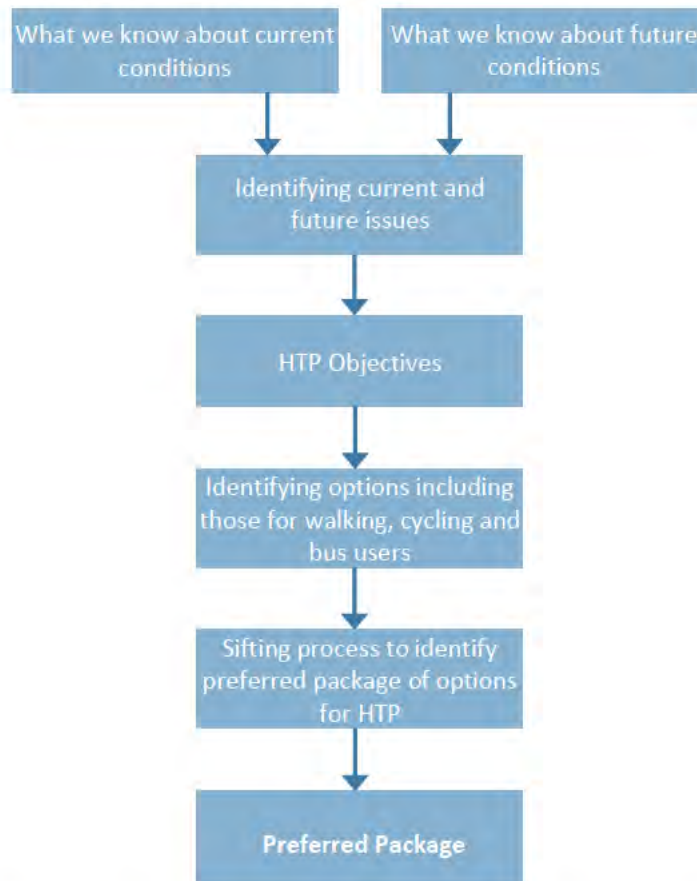 What we know about current
conditions
What we know about future
conditions
Identifying current and
future issues
HTP Objectives
Identifying options including
those for walking, cycling and
bus users
Sifting process to identify
preferred package of options
for HTP
Preferred Package